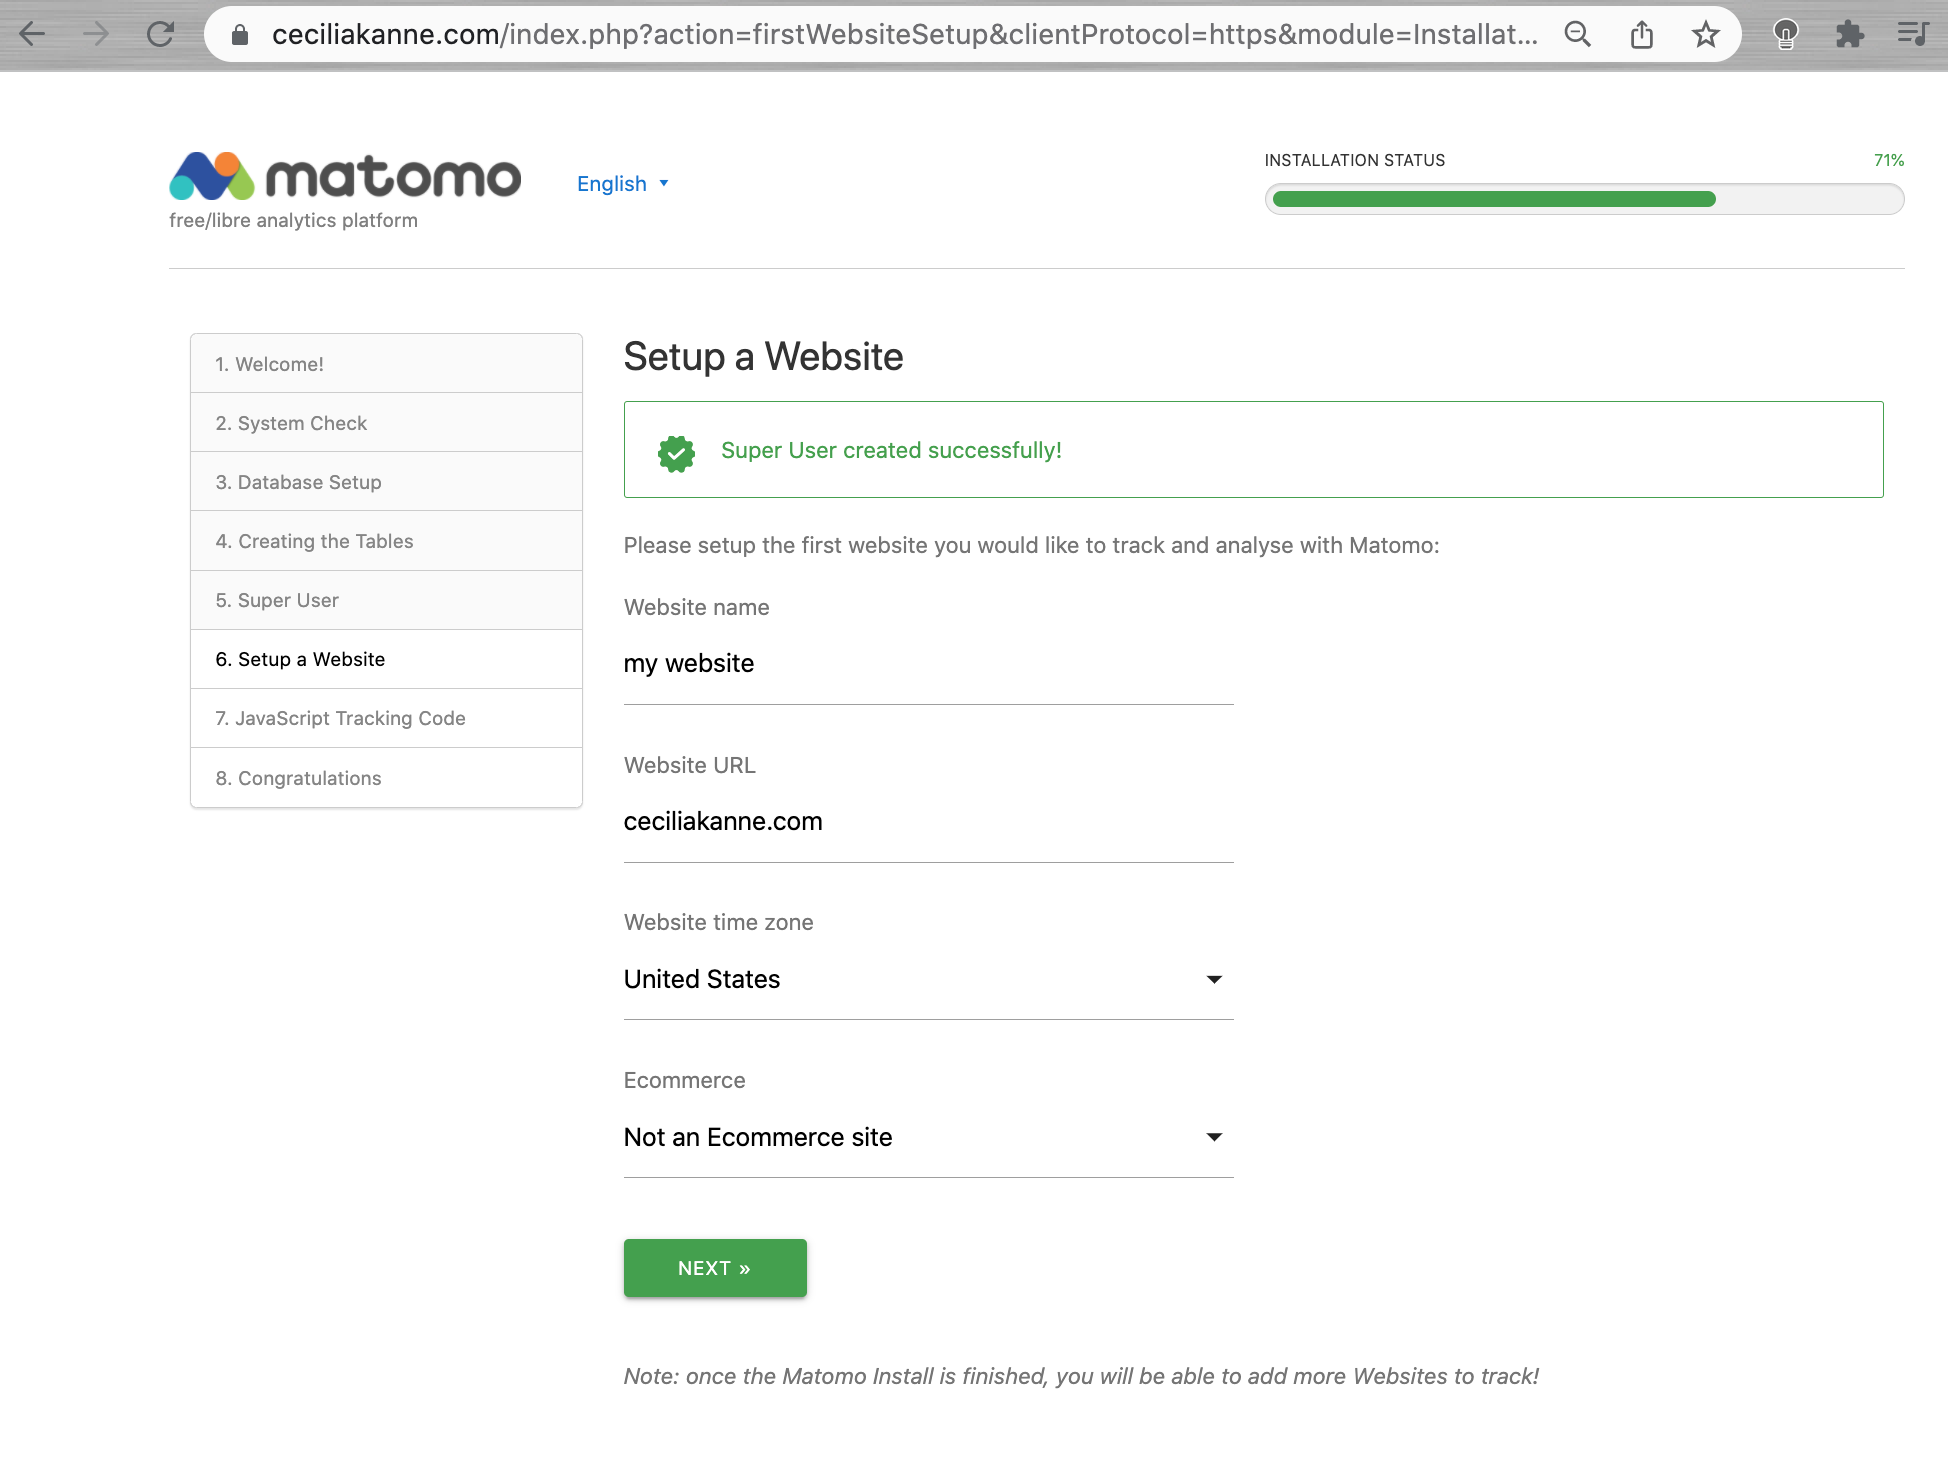 ceciliakanne.com/index.php?action=firstWebsiteSetup&clientProtocol=https&module=Installat...
matomo
free/libre analytics platform
English
INSTALLATION STATUS 71%
1. Welcome!
2. System Check
3. Database Setup
4. Creating the Tables
5. Super User
6. Setup a Website
7. JavaScript Tracking Code
8. Congratulations
Setup a Website
Super User created successfully!
Please setup the first website you would like to track and analyse with Matomo:
Website name
my website
Website URL
ceciliakanne.com
Website time zone
United States
Ecommerce
Not an Ecommerce site
NEXT »
Note: once the Matomo Install is finished, you will be able to add more Websites to track!